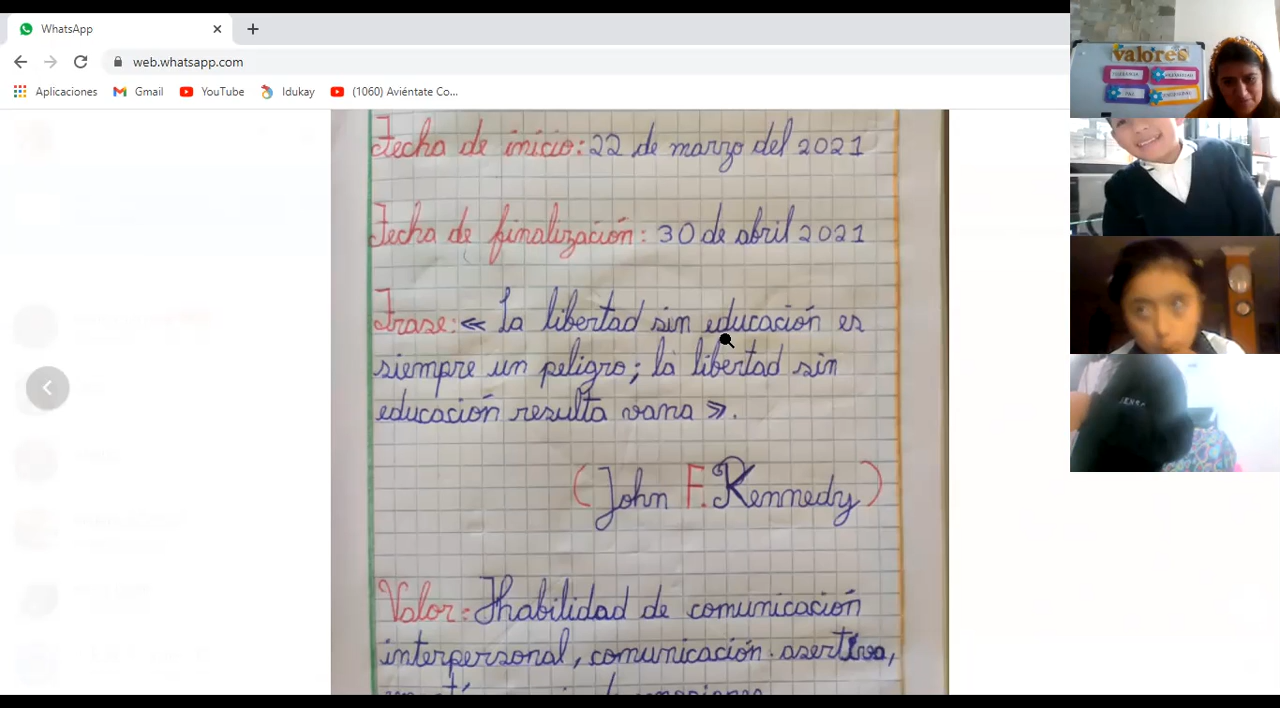 WhatsApp
web.whatsapp.com
Aplicaciones
Gmail
YouTube
Idukay
(1060) Aviéntate Co...
valores
Fecha de inicio: 22 de marzo del 2021
Fecha de finalización: 30 de abril 2021
Frase: « La libertad sin educación es
siempre un peligro; la libertad sin
educación resulta vana ».
(John F. Kennedy)
Valor: Habilidad de comunicación
interpersonal, comunicación asertiva,